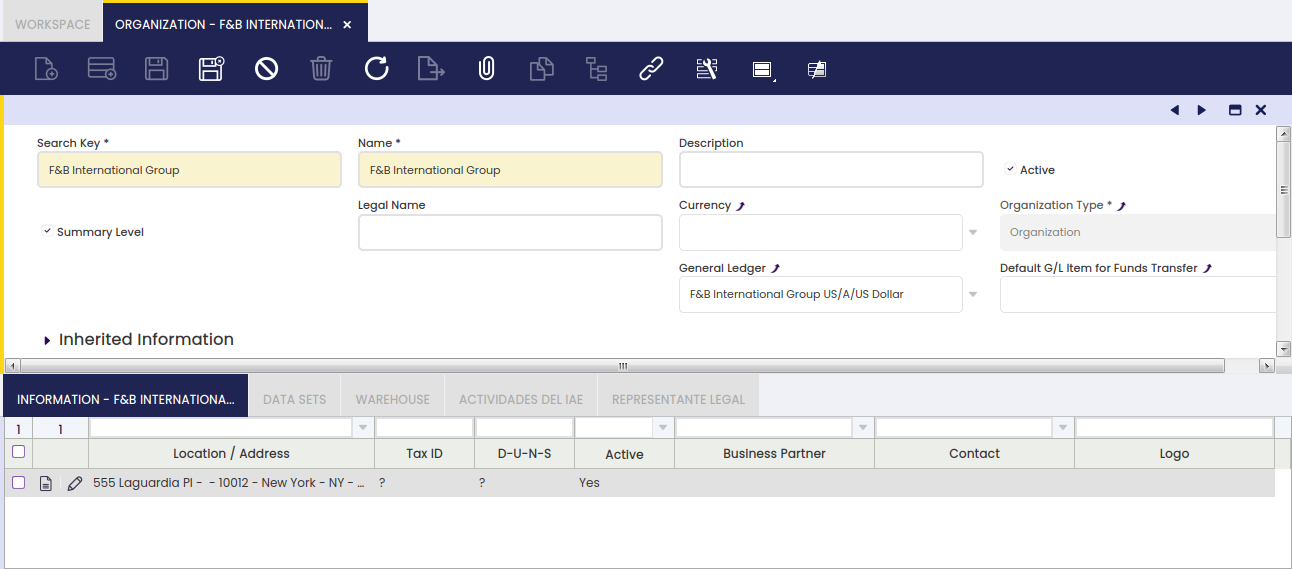 WORKSPACE ORGANIZATION - F&B INTERNATION...
Search Key * Name * Description
F&B International Group F&B International Group Active
Legal Name Currency Organization Type *
Summary Level Organization
General Ledger Default G/L Item for Funds Transfer
F&B International Group US/A/US Dollar
Inherited Information
INFORMATION - F&B INTERNATIONA... DATA SETS WAREHOUSE ACTIVIDADES DEL IAE REPRESENTANTE LEGAL
1 1
Location / Address Tax ID D-U-N-S Active Business Partner Contact Logo
555 Laguardia Pl - - 10012 - New York - NY - ... ? ? Yes